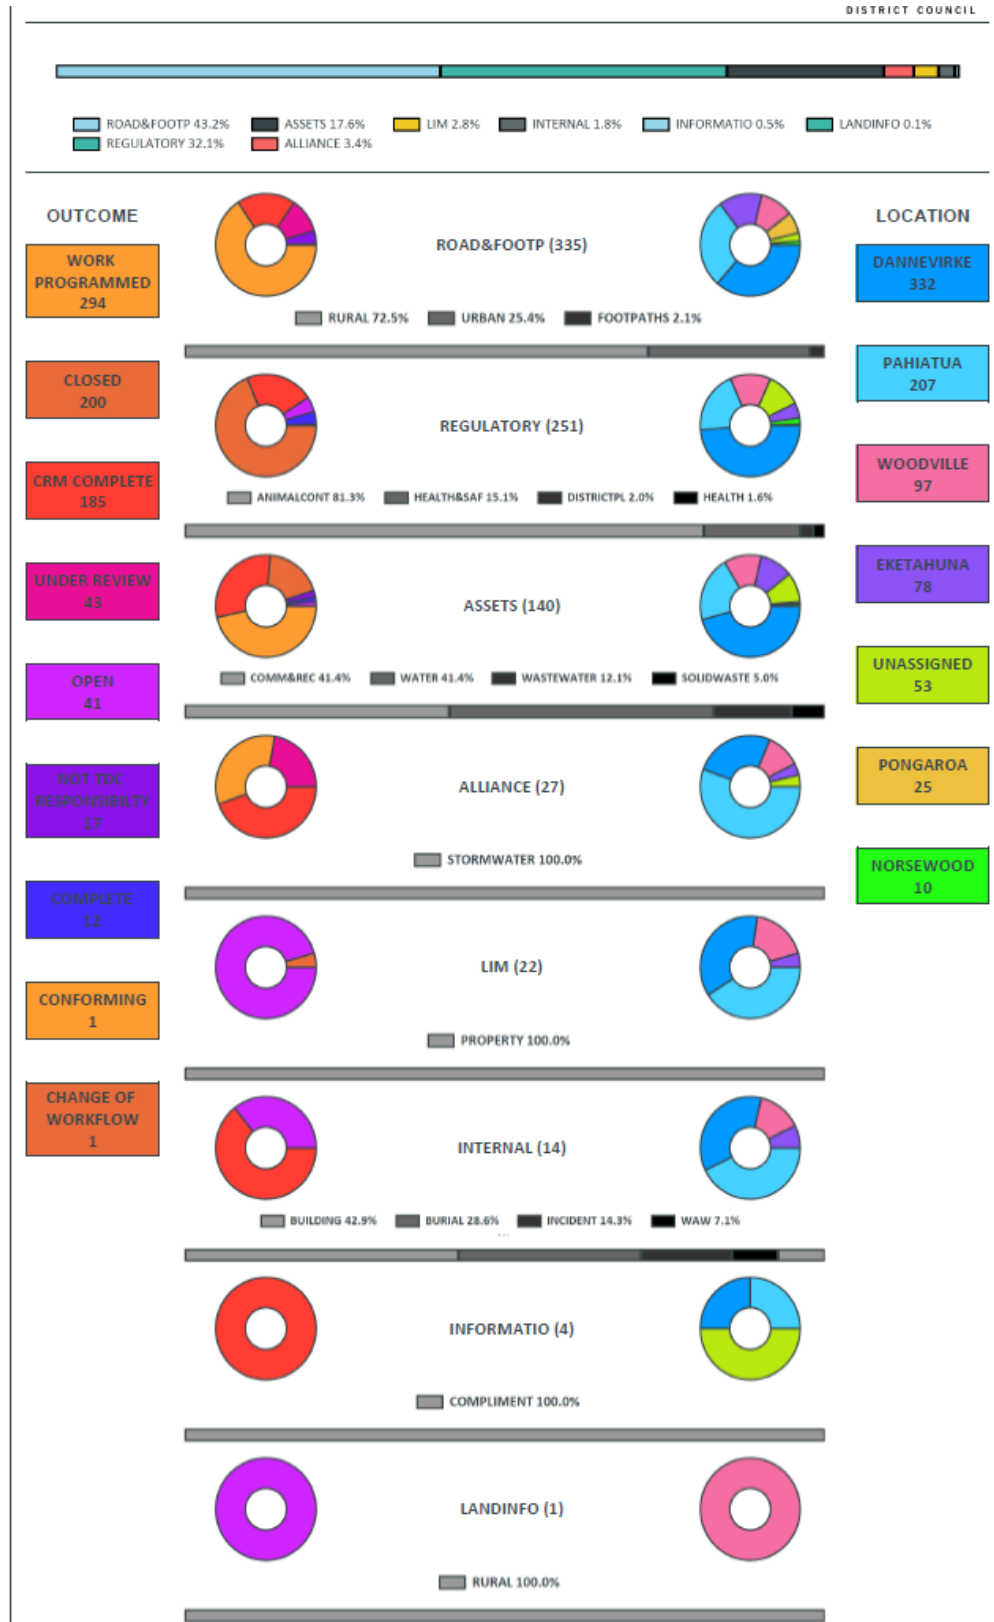 DISTRICT COUNCIL
ROAD&FOOTP 43.2%
ASSETS 17.6%
LIM 2.8%
INTERNAL 1.8%
INFORMATIO 0.5%
LANDINFO 0.1%
REGULATORY 32.1%
ALLIANCE 3.4%
OUTCOME
WORK
PROGRAMMED
294
CLOSED
200
CRM COMPLETE
185
UNDER REVIEW
43
OPEN
41
NOT TDC
RESPONSIBILTY
17
COMPLETE
12
CONFORMING
1
CHANGE OF
WORKFLOW
1
ROAD&FOOTP (335)
RURAL 72.5%
URBAN 25.4%
FOOTPATHS 2.1%
REGULATORY (251)
ANIMALCONT 81.3%
HEALTH&SAF 15.1%
DISTRICTPL 2.0%
HEALTH 1.6%
ASSETS (140)
COMM&REC 41.4%
WATER 41.4%
WASTEWATER 12.1%
SOLIDWASTE 5.0%
ALLIANCE (27)
STORMWATER 100.0%
LIM (22)
PROPERTY 100.0%
INTERNAL (14)
BUILDING 42.9%
BURIAL 28.6%
INCIDENT 14.3%
WAW 7.1%
...
INFORMATIO (4)
COMPLIMENT 100.0%
LANDINFO (1)
RURAL 100.0%
LOCATION
DANNEVIRKE
332
PAHIATUA
207
WOODVILLE
97
EKETAHUNA
78
UNASSIGNED
53
PONGAROA
25
NORSEWOOD
10